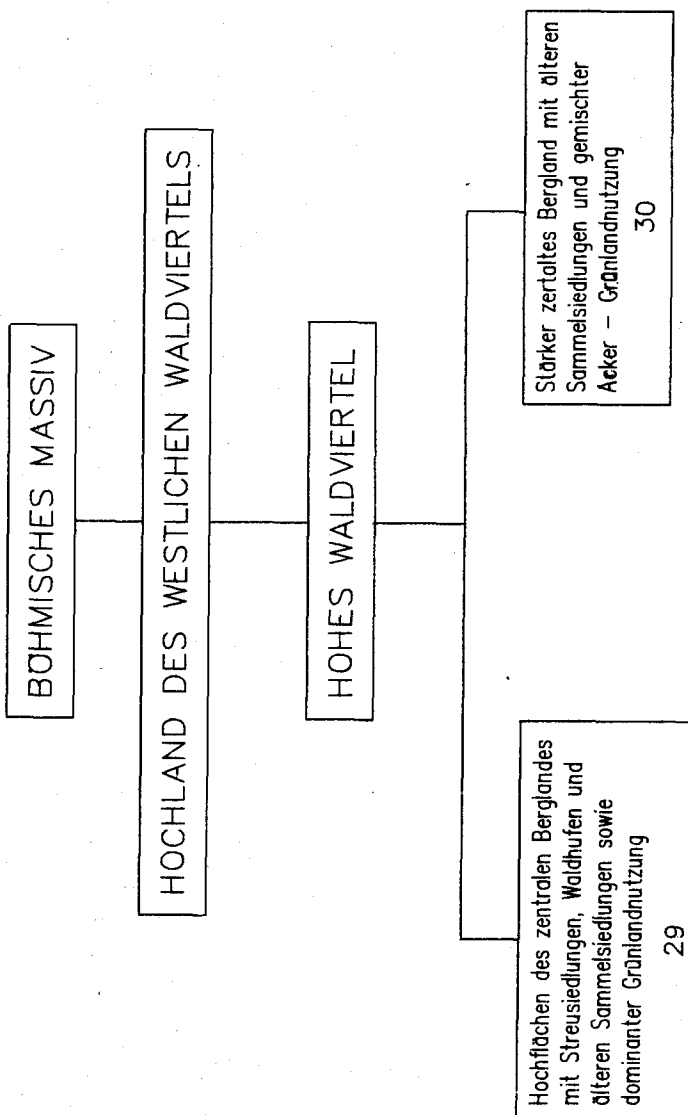 BÖHMISCHES MASSIV
HOCHLAND DES WESTLICHEN WALDVIERTELS
HOHES WALDVIERTEL
Hochflächen des zentralen Berglandes
mit Streusiedlungen, Waldhufen und
älteren Sammelsiedlungen sowie
dominanter Grünlandnutzung
29
Stärker zertaltes Bergland mit älteren
Sammelsiedlungen und gemischter
Acker – Grünlandnutzung
30